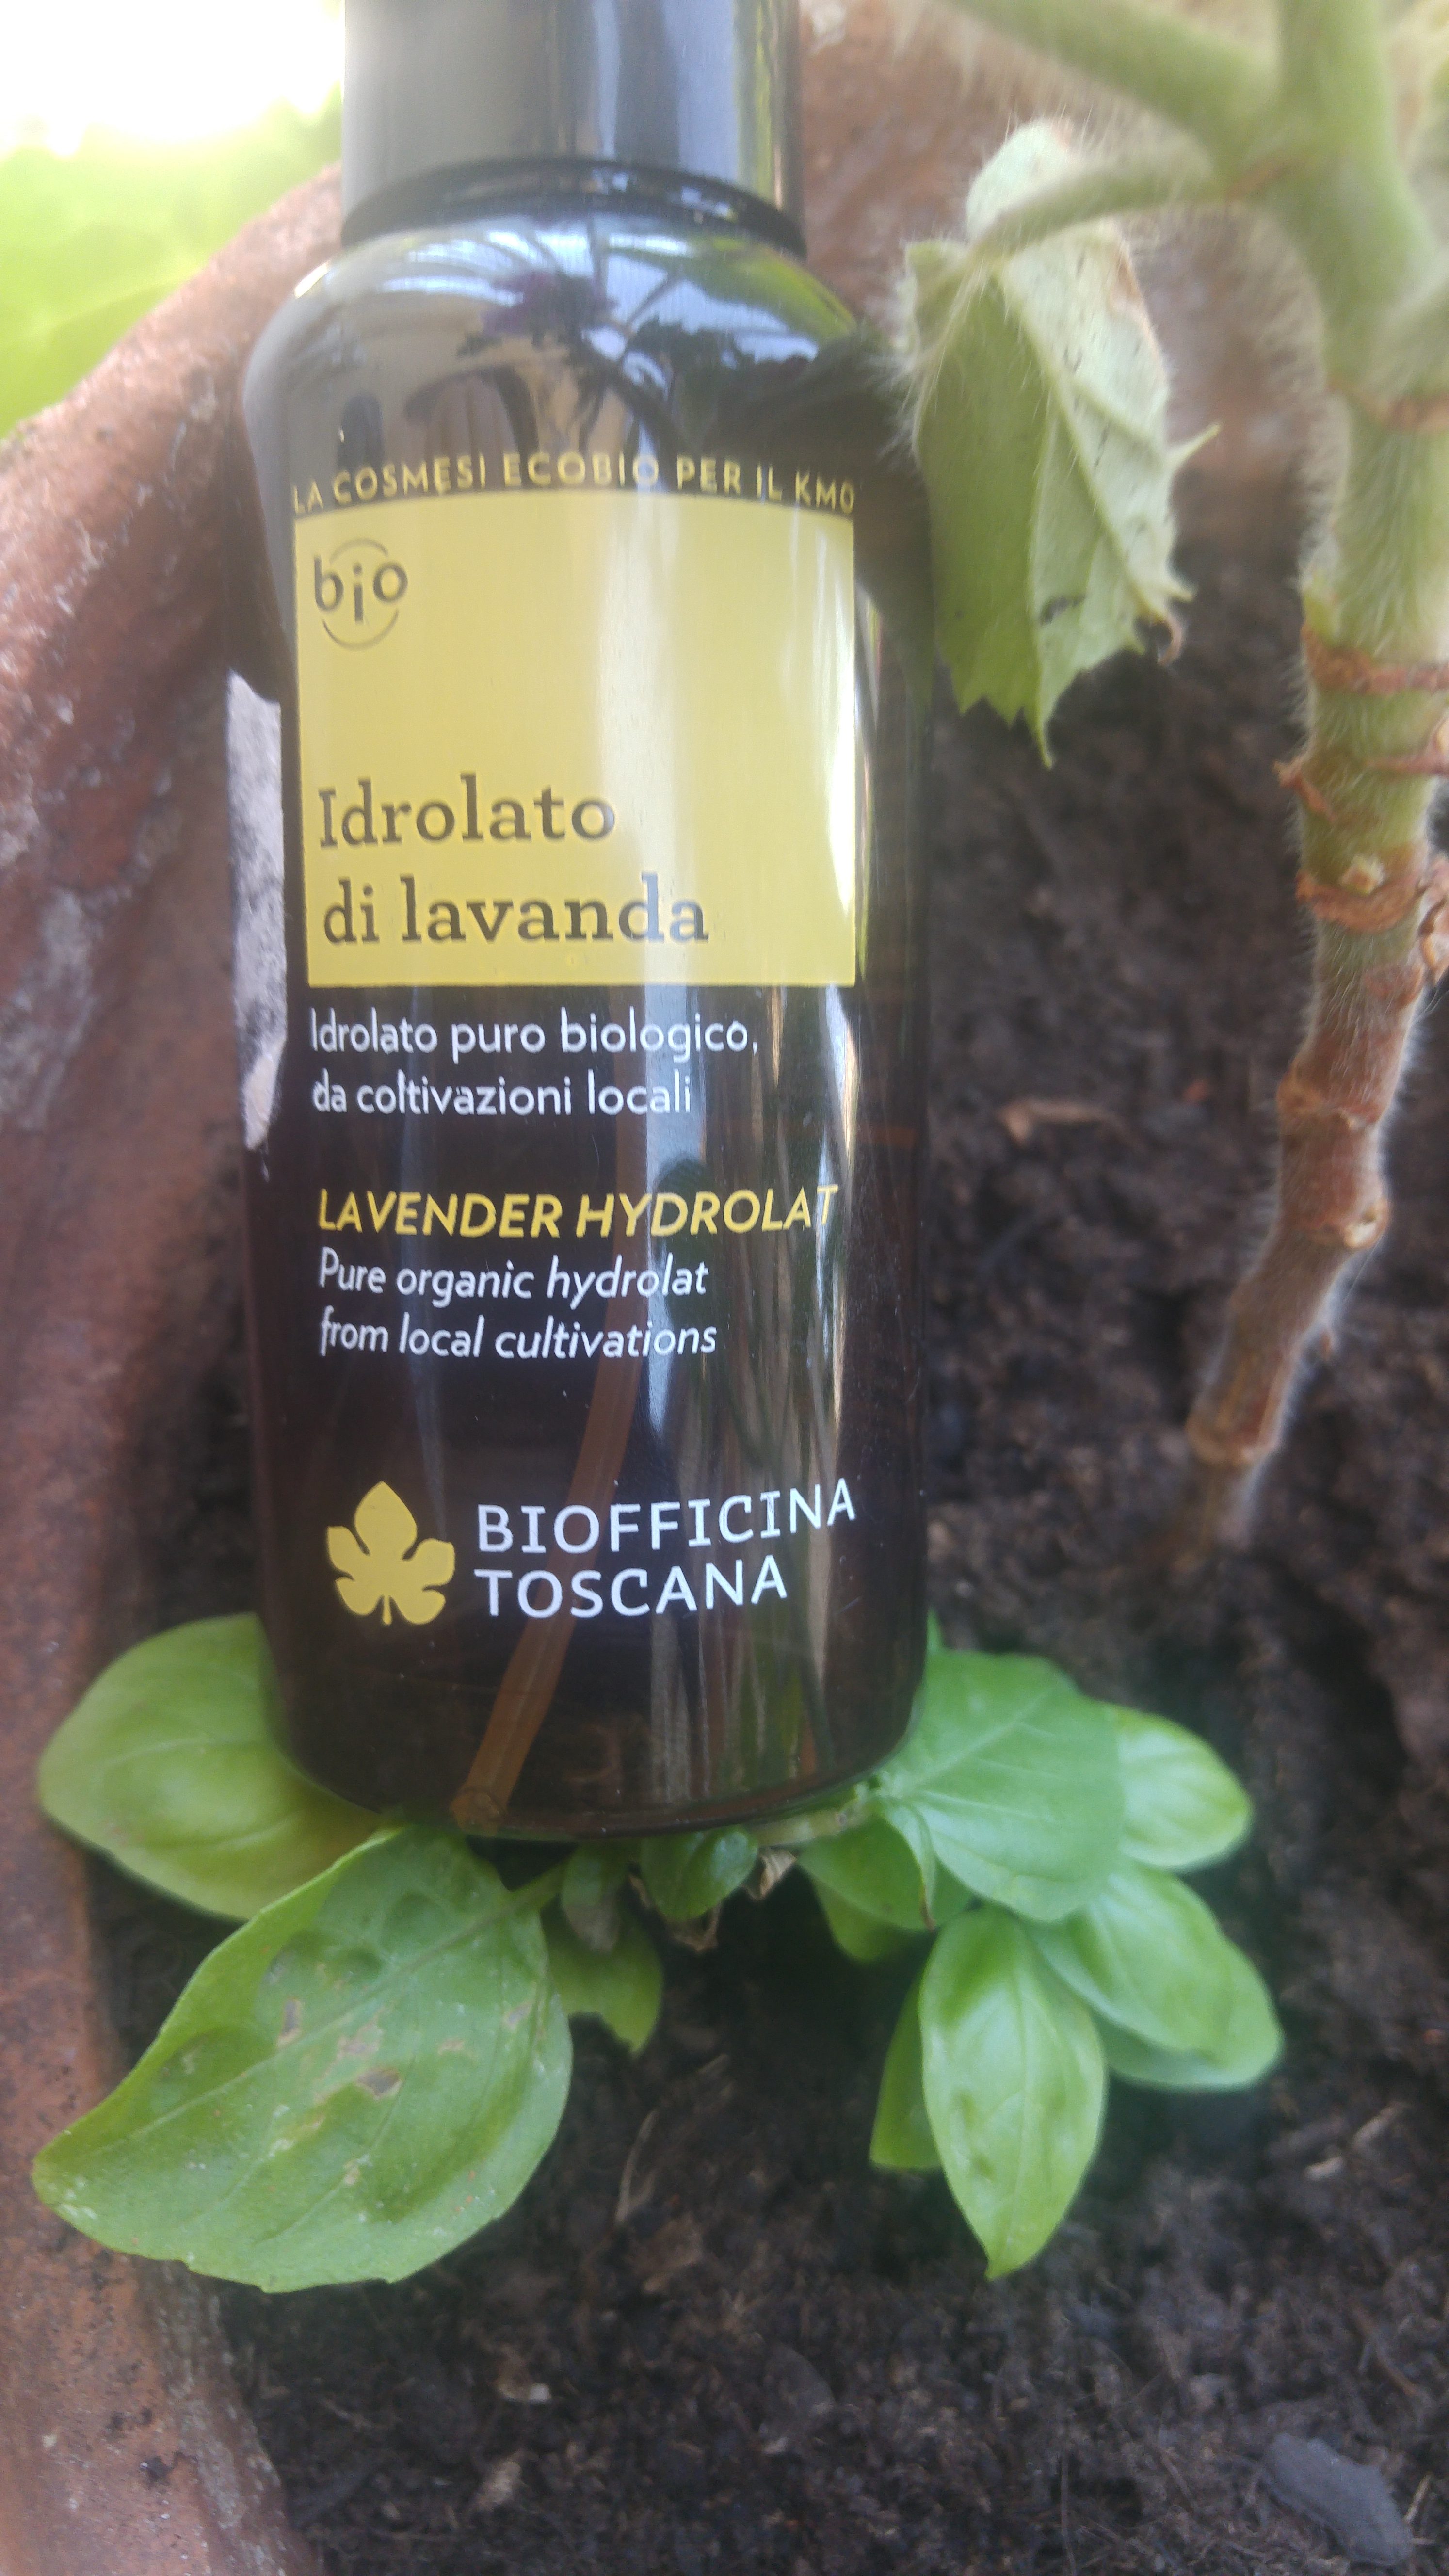 LA COSMESI ECOBIO PER IL KM0
bio
Idrolato
di lavanda
Idrolato puro biologico,
da coltivazioni locali
LAVENDER HYDROLAT
Pure organic hydrolat
from local cultivations
BIOFFICINA
TOSCANA